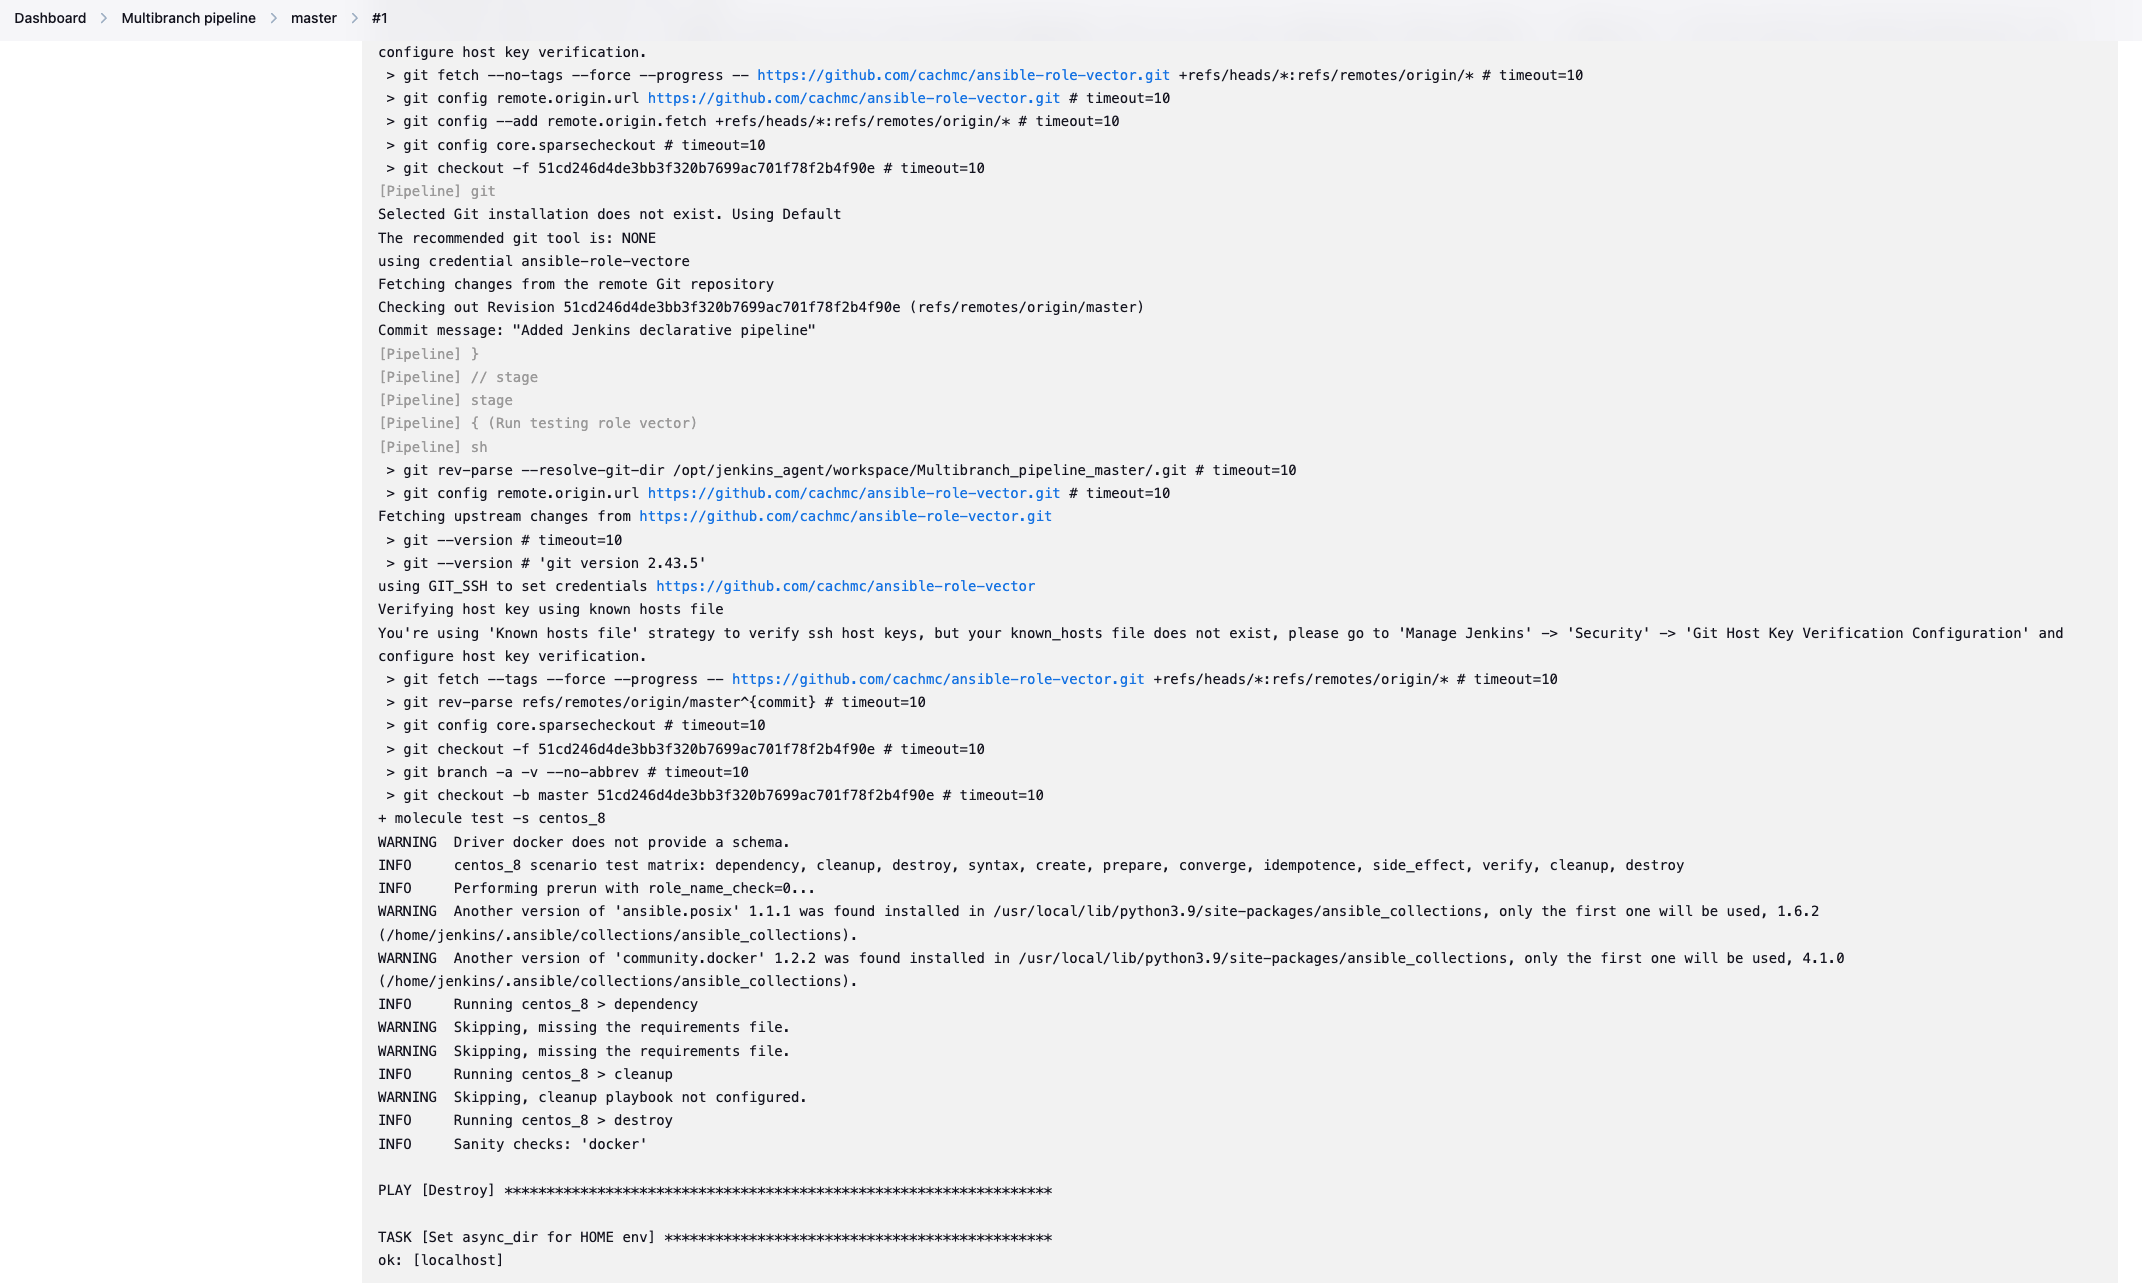 Dashboard > Multibranch pipeline > master > #1
configure host key verification.
 > git fetch --no-tags --force --progress -- https://github.com/cachmc/ansible-role-vector.git +refs/heads/*:refs/remotes/origin/* # timeout=10
 > git config remote.origin.url https://github.com/cachmc/ansible-role-vector.git # timeout=10
 > git config --add remote.origin.fetch +refs/heads/*:refs/remotes/origin/* # timeout=10
 > git config core.sparsecheckout # timeout=10
 > git checkout -f 51cd246d4de3bb3f320b7699ac701f78f2b4f90e # timeout=10
[Pipeline] git
Selected Git installation does not exist. Using Default
The recommended git tool is: NONE
using credential ansible-role-vectore
Fetching changes from the remote Git repository
Checking out Revision 51cd246d4de3bb3f320b7699ac701f78f2b4f90e (refs/remotes/origin/master)
Commit message: "Added Jenkins declarative pipeline"
[Pipeline] }
[Pipeline] // stage
[Pipeline] stage
[Pipeline] { (Run testing role vector)
[Pipeline] sh
 > git rev-parse --resolve-git-dir /opt/jenkins_agent/workspace/Multibranch_pipeline_master/.git # timeout=10
 > git config remote.origin.url https://github.com/cachmc/ansible-role-vector.git # timeout=10
Fetching upstream changes from https://github.com/cachmc/ansible-role-vector.git
 > git --version # timeout=10
 > git --version # 'git version 2.43.5'
using GIT_SSH to set credentials https://github.com/cachmc/ansible-role-vector
Verifying host key using known hosts file
You're using 'Known hosts file' strategy to verify ssh host keys, but your known_hosts file does not exist, please go to 'Manage Jenkins' -> 'Security' -> 'Git Host Key Verification Configuration' and
configure host key verification.
 > git fetch --tags --force --progress -- https://github.com/cachmc/ansible-role-vector.git +refs/heads/*:refs/remotes/origin/* # timeout=10
 > git rev-parse refs/remotes/origin/master^{commit} # timeout=10
 > git config core.sparsecheckout # timeout=10
 > git checkout -f 51cd246d4de3bb3f320b7699ac701f78f2b4f90e # timeout=10
 > git branch -a -v --no-abbrev # timeout=10
 > git checkout -b master 51cd246d4de3bb3f320b7699ac701f78f2b4f90e # timeout=10
+ molecule test -s centos_8
WARNING  Driver docker does not provide a schema.
INFO     centos_8 scenario test matrix: dependency, cleanup, destroy, syntax, create, prepare, converge, idempotence, side_effect, verify, cleanup, destroy
INFO     Performing prerun with role_name_check=0...
WARNING  Another version of 'ansible.posix' 1.1.1 was found installed in /usr/local/lib/python3.9/site-packages/ansible_collections, only the first one will be used, 1.6.2
(/home/jenkins/.ansible/collections/ansible_collections).
WARNING  Another version of 'community.docker' 1.2.2 was found installed in /usr/local/lib/python3.9/site-packages/ansible_collections, only the first one will be used, 4.1.0
(/home/jenkins/.ansible/collections/ansible_collections).
INFO     Running centos_8 > dependency
WARNING  Skipping, missing the requirements file.
WARNING  Skipping, missing the requirements file.
INFO     Running centos_8 > cleanup
WARNING  Skipping, cleanup playbook not configured.
INFO     Running centos_8 > destroy
INFO     Sanity checks: 'docker'
PLAY [Destroy] *****************************************************************
TASK [Set async_dir for HOME env] **********************************************
ok: [localhost]